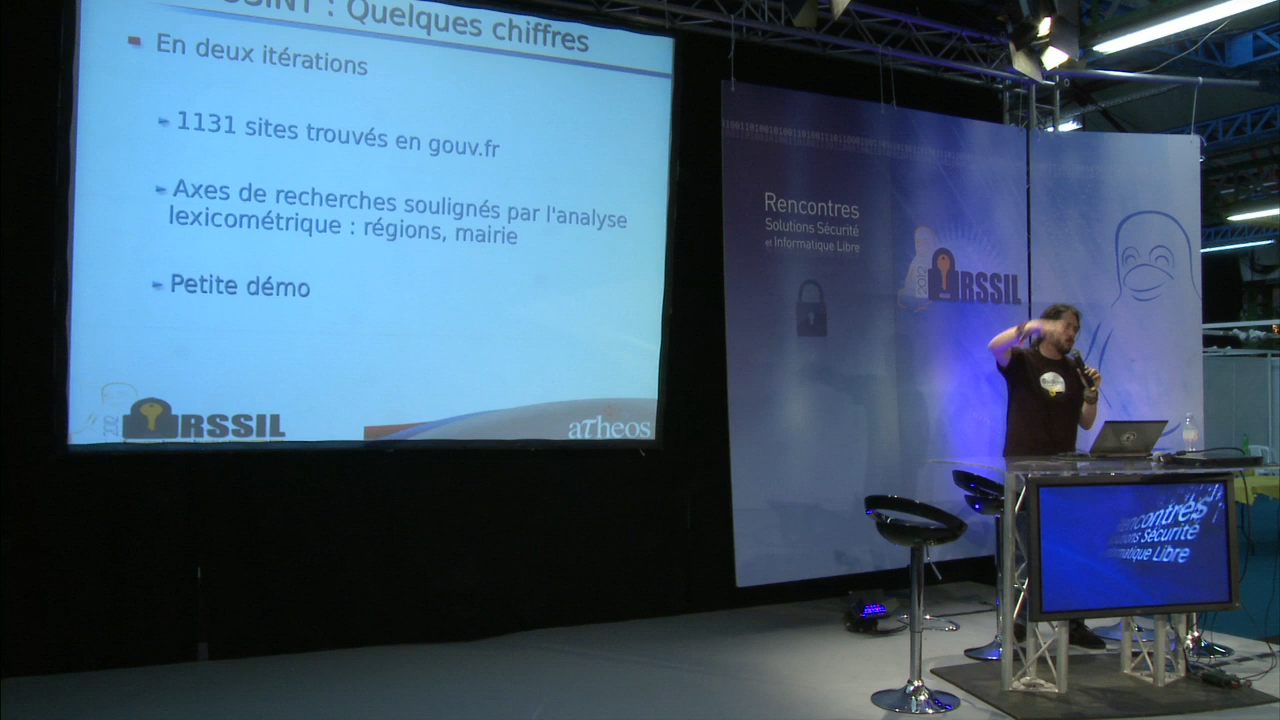 OSINT : Quelques chiffres
En deux itérations
1131 sites trouvés en gouv.fr
Axes de recherches soulignés par l'analyse
lexicométrique : régions, mairie
Petite démo
RSSIL
aTheos
Rencontres
Solutions Sécurité
et Informatique Libre
2012
RSSIL
Rencontres
Solutions Sécurité
Informatique Libre